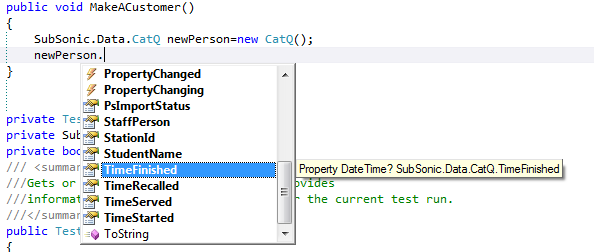 public void MakeACustomer()
{
SubSonic.Data.CatQ newPerson=new CatQ();
newPerson.
}
PropertyChanged
PropertyChanging
PsImportStatus
StaffPerson
StationId
StudentName
TimeFinished
TimeRecalled
TimeServed
TimeStarted
ToString
Property DateTime? SubSonic.Data.CatQ.TimeFinished
private Tes
private Sub
private boo
/// <summa
///Gets or vides
///informat r the current test run.
///</summar
public Test
{